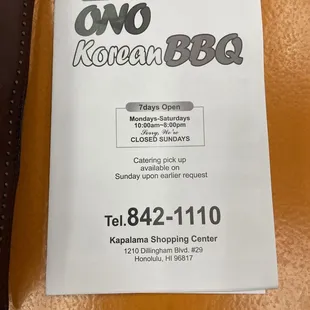 ONO
Korean BBQ
7days Open
Mondays-Saturdays
10:00am~8:00pm
Sorry, We're
CLOSED SUNDAYS
Catering pick up
available on
Sunday upon earlier request
Tel.842-1110
Kapalama Shopping Center
1210 Dillingham Blvd. #29
Honolulu, HI 96817